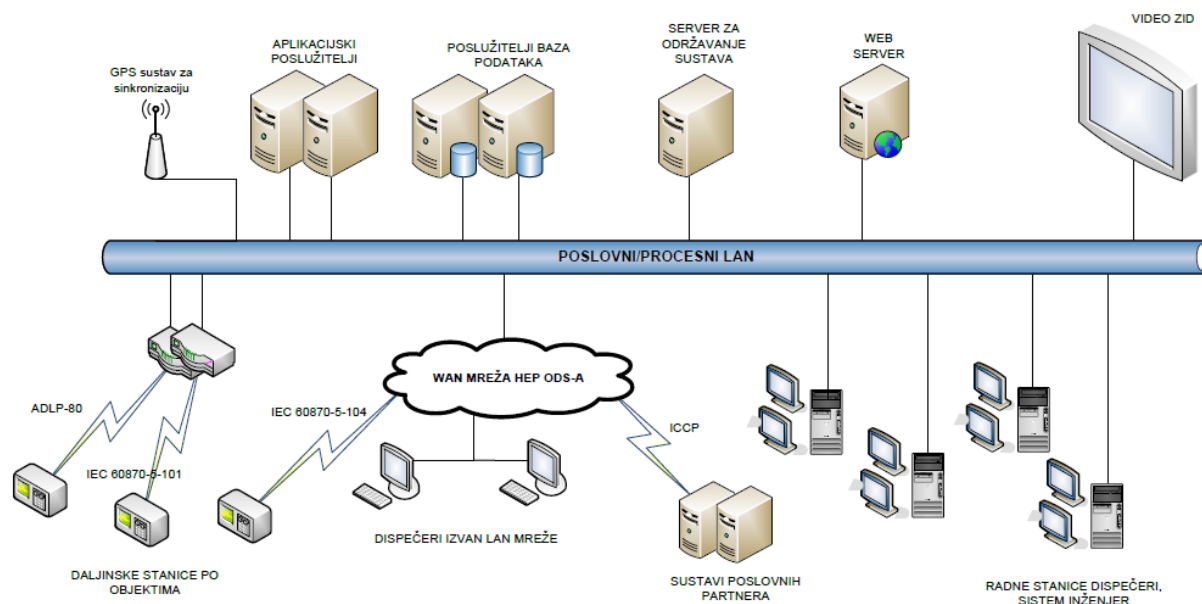 VIDEO ZID
APLIKACIJSKI
POSLUŽITELJI
POSLUŽITELJI BAZA
PODATAKA
SERVER ZA
ODRŽAVANJE
SUSTAVA
WEB
SERVER
GPS sustav za
sinkronizaciju
POSLOVNI/PROCESNI LAN
WAN MREŽA HEP ODS-A
ADLP-80
IEC 60870-5-104
ICCP
IEC 60870-5-101
DISPEČERI IZVAN LAN MREŽE
DALJINSKE STANICE PO
OBJEKTIMA
SUSTAVI POSLOVNIH
PARTNERA
RADNE STANICE DISPEČERI,
SISTEM INŽENJER